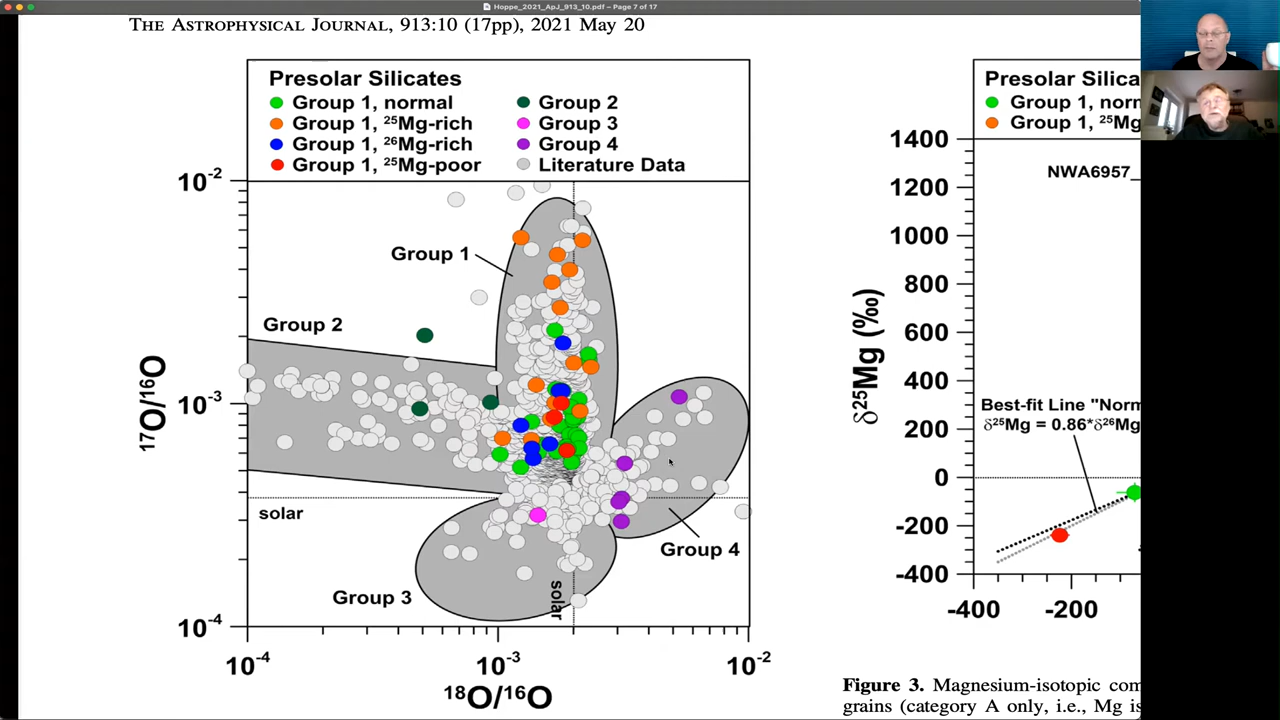 Hoppe_2021_ApJ_913_10.pdf – Page 7 of 17
THE ASTROPHYSICAL JOURNAL, 913:10 (17pp), 2021 May 20
Presolar Silicates
Group 1, normal
Group 1, ²⁵Mg-rich
Group 1, ²⁶Mg-rich
Group 1, ²⁵Mg-poor
Group 2
Group 3
Group 4
Literature Data
10⁻²
10⁻³
10⁻⁴
¹⁷O/¹⁶O
Group 1
Group 2
solar
Group 3
Group 4
solar
10⁻⁴
10⁻³
10⁻²
¹⁸O/¹⁶O
Presolar Silica
Group 1, norn
Group 1, ²⁵Mg
1400
1200
1000
800
600
400
200
0
-200
-400
δ²⁵Mg (‰)
NWA6957
Best-fit Line "Norm
δ²⁵Mg = 0.86*δ²⁶Mg
-400
-200
Figure 3. Magnesium-isotopic com
grains (category A only, i.e., Mg is